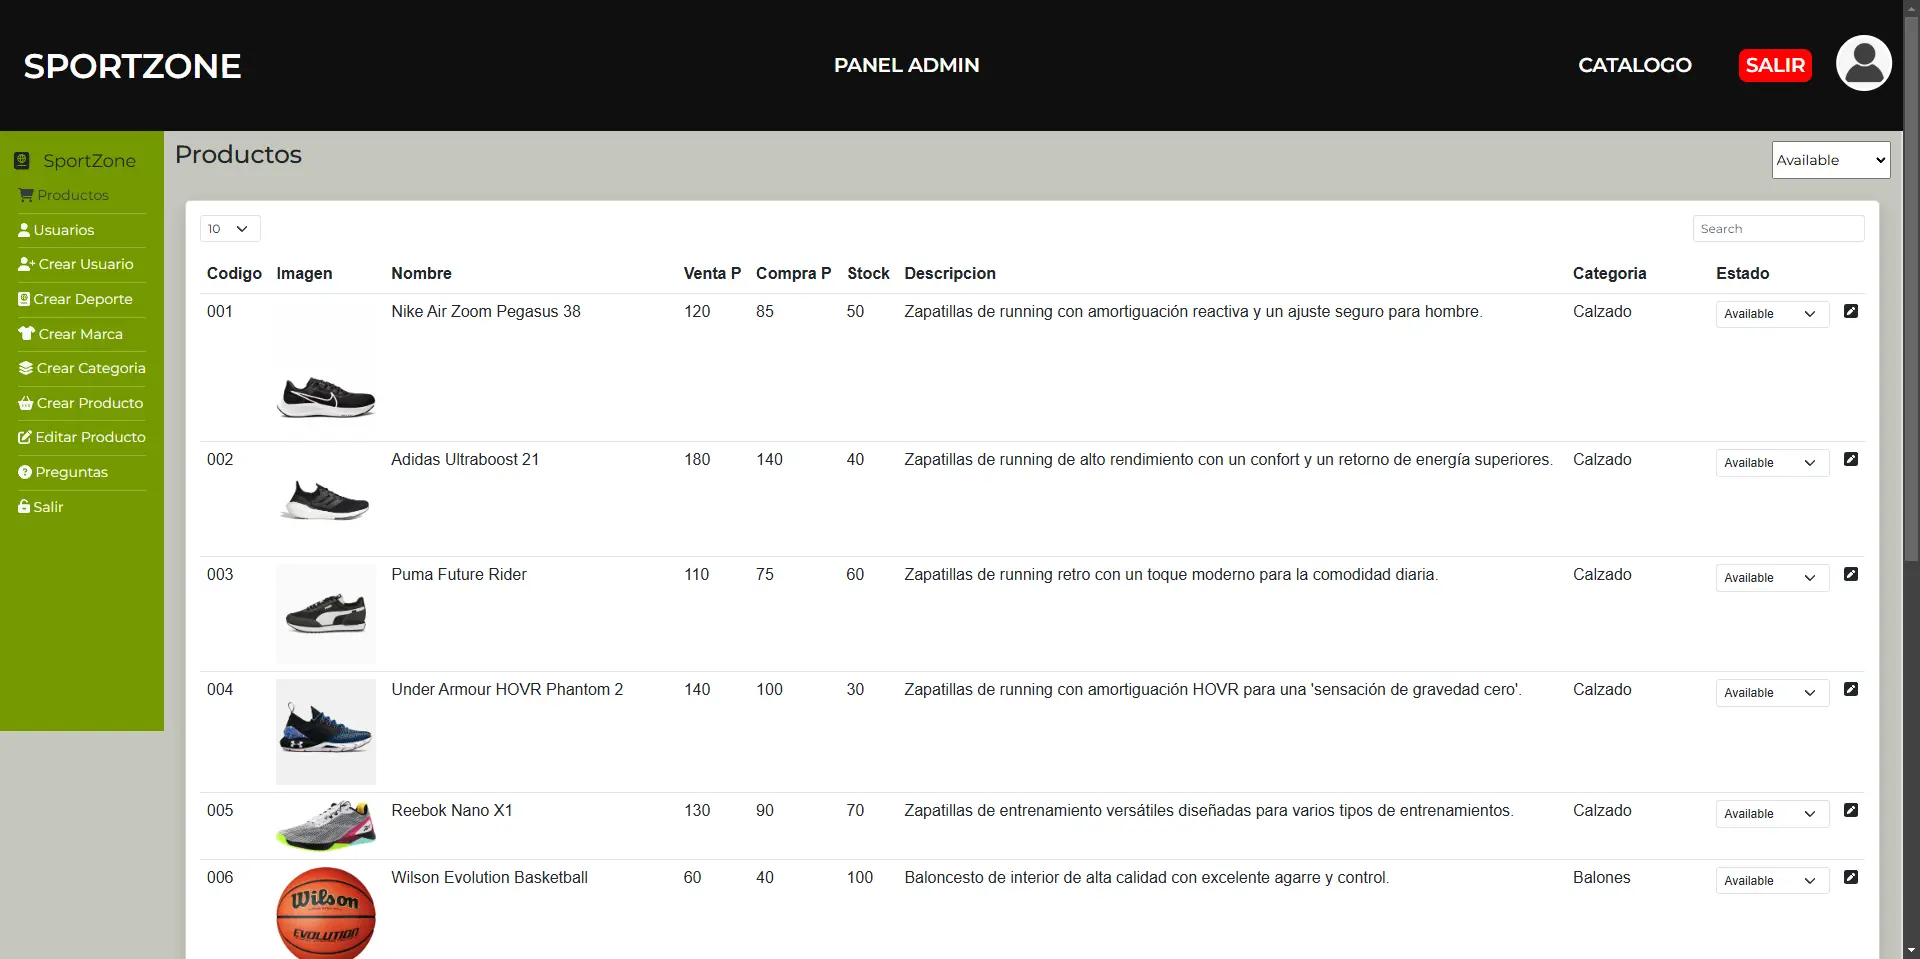 SPORTZONE
PANEL ADMIN
CATALOGO
SALIR
SportZone
Productos
Usuarios
Crear Usuario
Crear Deporte
Crear Marca
Crear Categoria
Crear Producto
Editar Producto
Preguntas
Salir
Productos
Available
10
Search
Codigo Imagen Nombre Venta P Compra P Stock Descripcion Categoria Estado
001 Nike Air Zoom Pegasus 38 120 85 50 Zapatillas de running con amortiguación reactiva y un ajuste seguro para hombre. Calzado Available
002 Adidas Ultraboost 21 180 140 40 Zapatillas de running de alto rendimiento con un confort y un retorno de energía superiores. Calzado Available
003 Puma Future Rider 110 75 60 Zapatillas de running retro con un toque moderno para la comodidad diaria. Calzado Available
004 Under Armour HOVR Phantom 2 140 100 30 Zapatillas de running con amortiguación HOVR para una 'sensación de gravedad cero'. Calzado Available
005 Reebok Nano X1 130 90 70 Zapatillas de entrenamiento versátiles diseñadas para varios tipos de entrenamientos. Calzado Available
006 Wilson Evolution Basketball 60 40 100 Baloncesto de interior de alta calidad con excelente agarre y control. Balones Available
Wilson
EVOLUTION